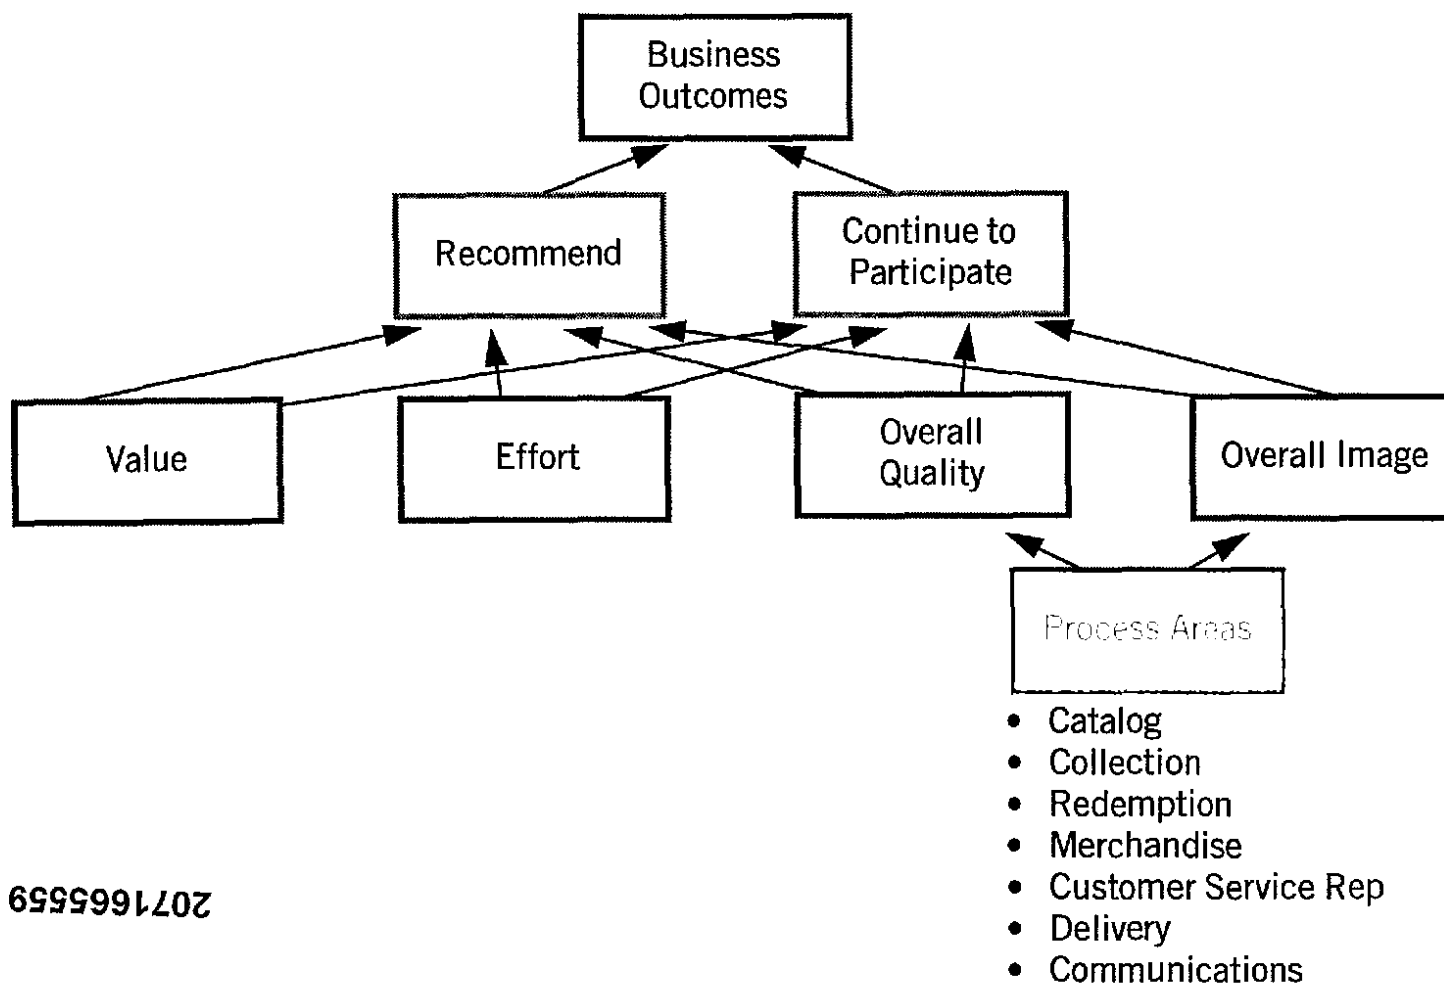 Business
Outcomes
Recommend
Continue to
Participate
Value
Effort
Overall
Quality
Overall Image
Process Areas
• Catalog
• Collection
• Redemption
• Merchandise
• Customer Service Rep
• Delivery
• Communications
2071665559